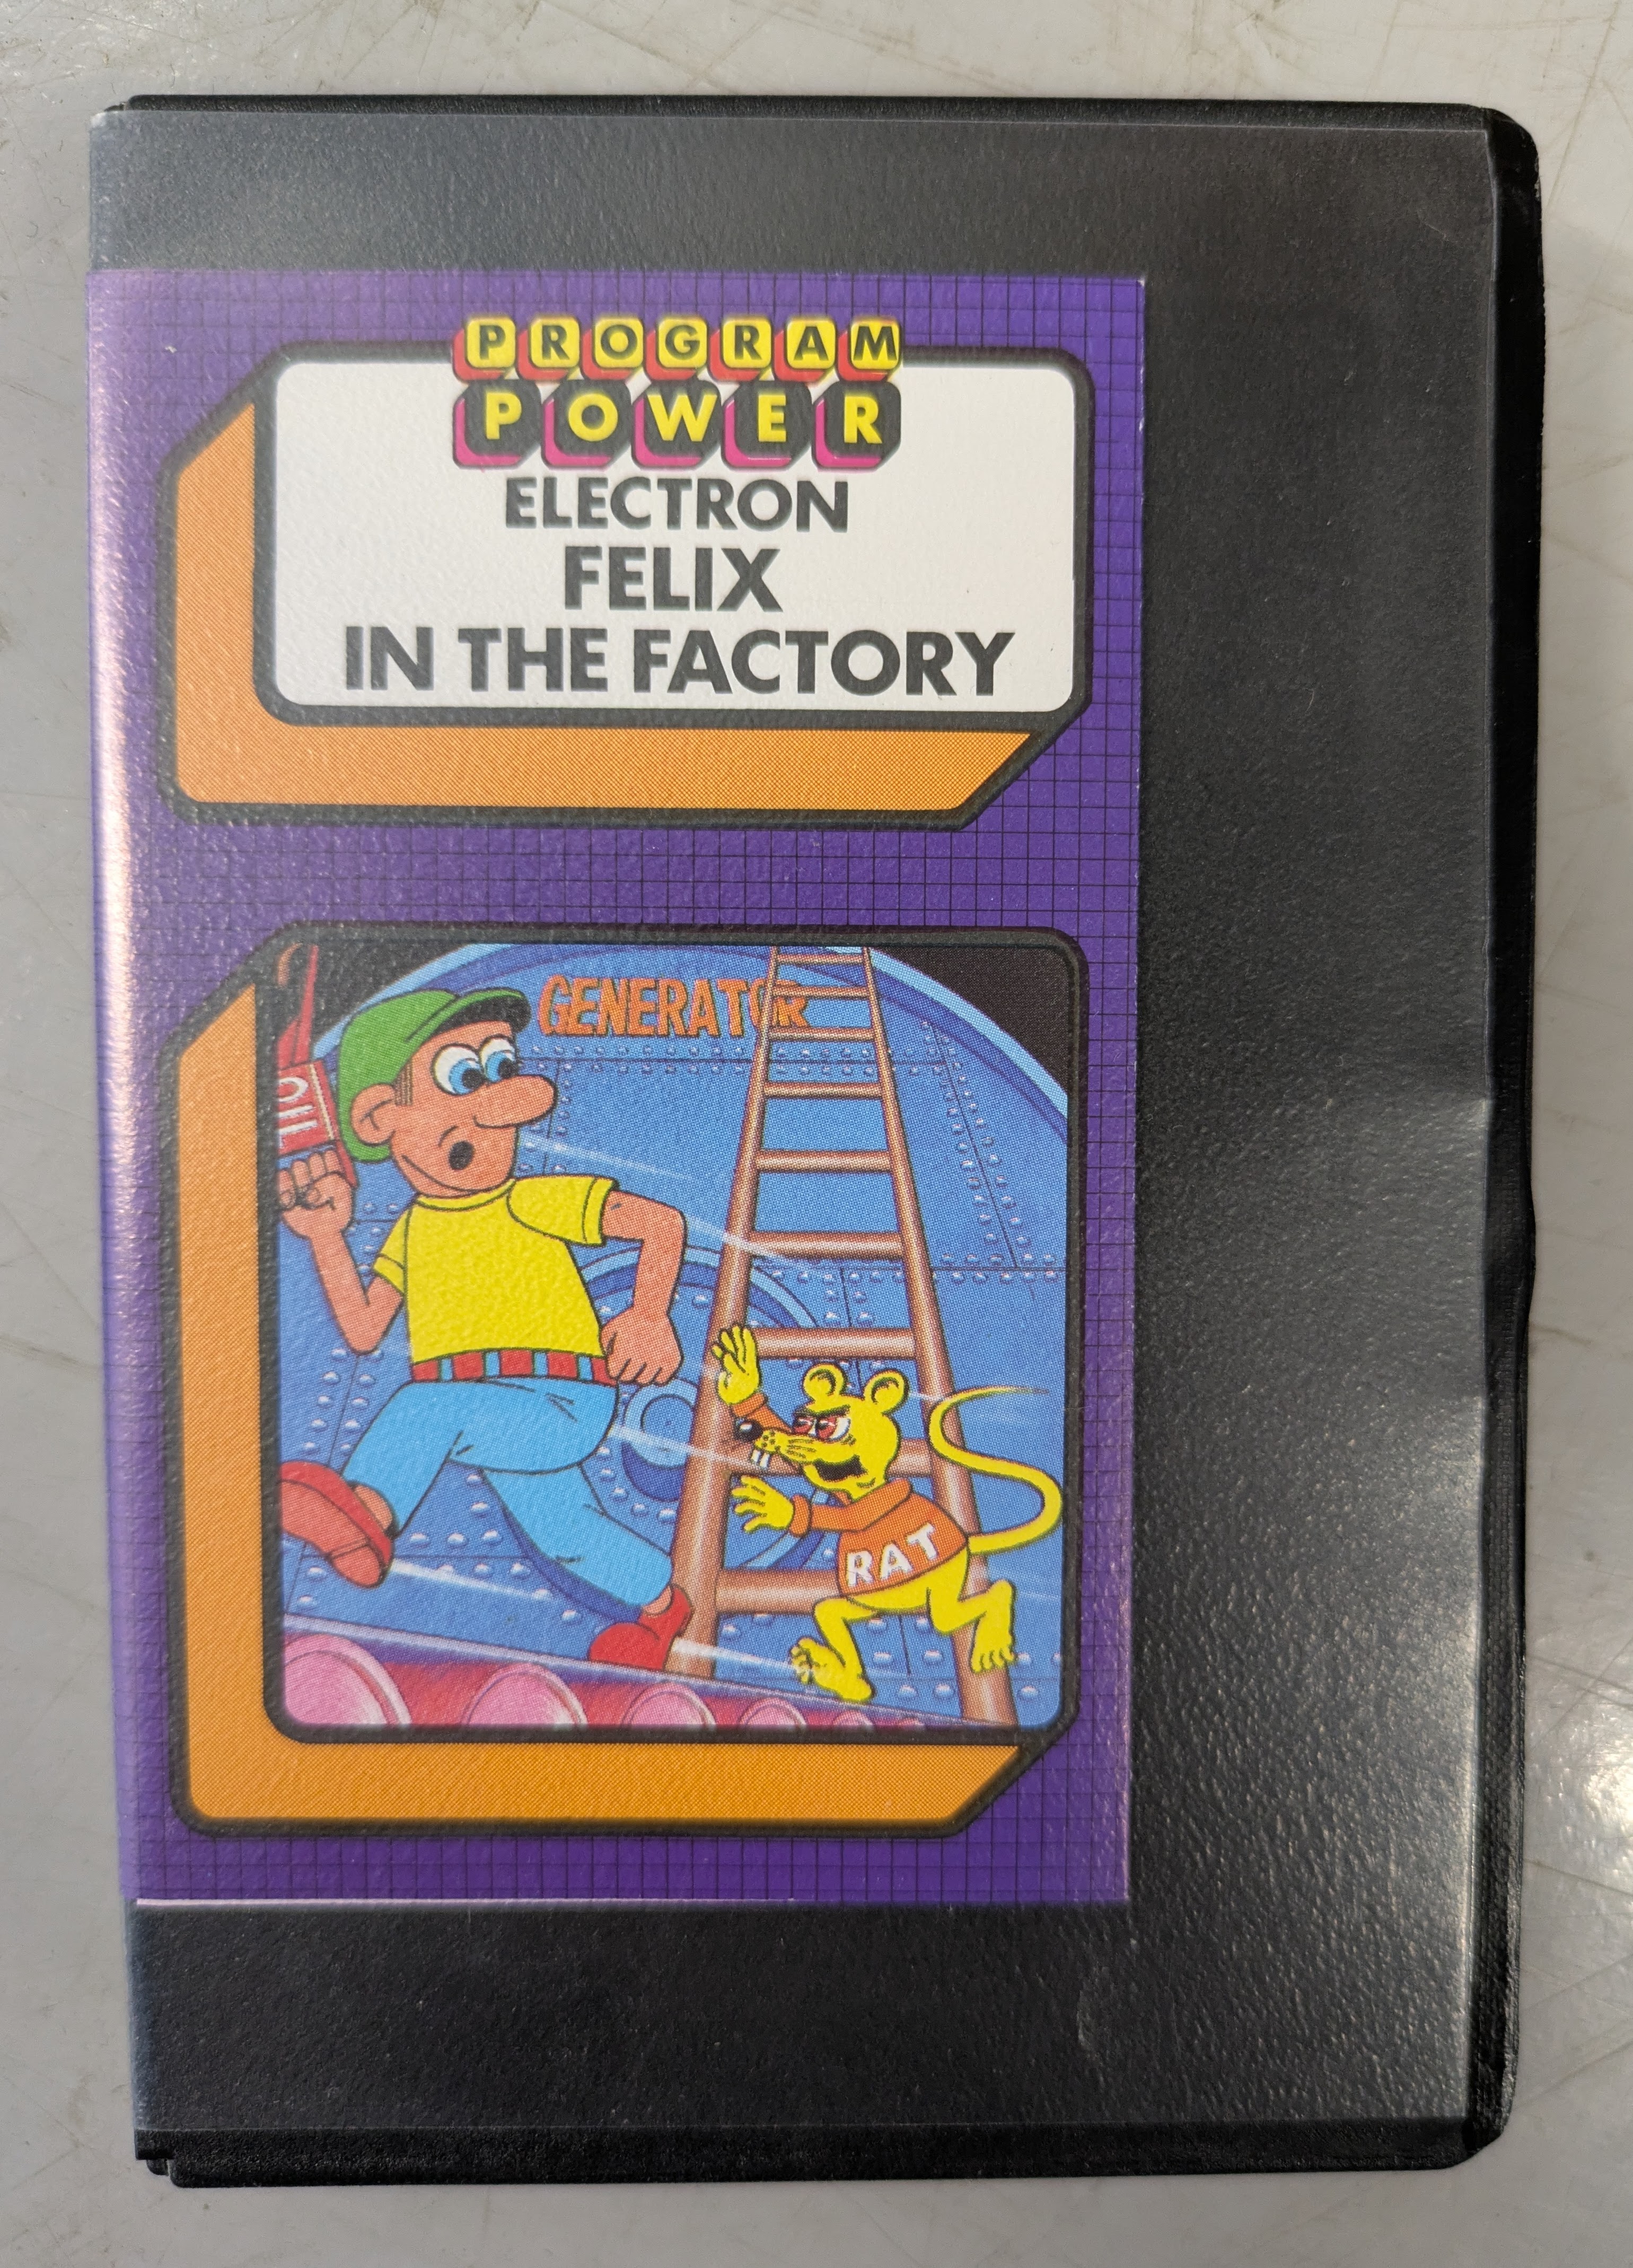 PROGRAM
POWER
ELECTRON
FELIX
IN THE FACTORY
GENERATOR
OIL
RAT